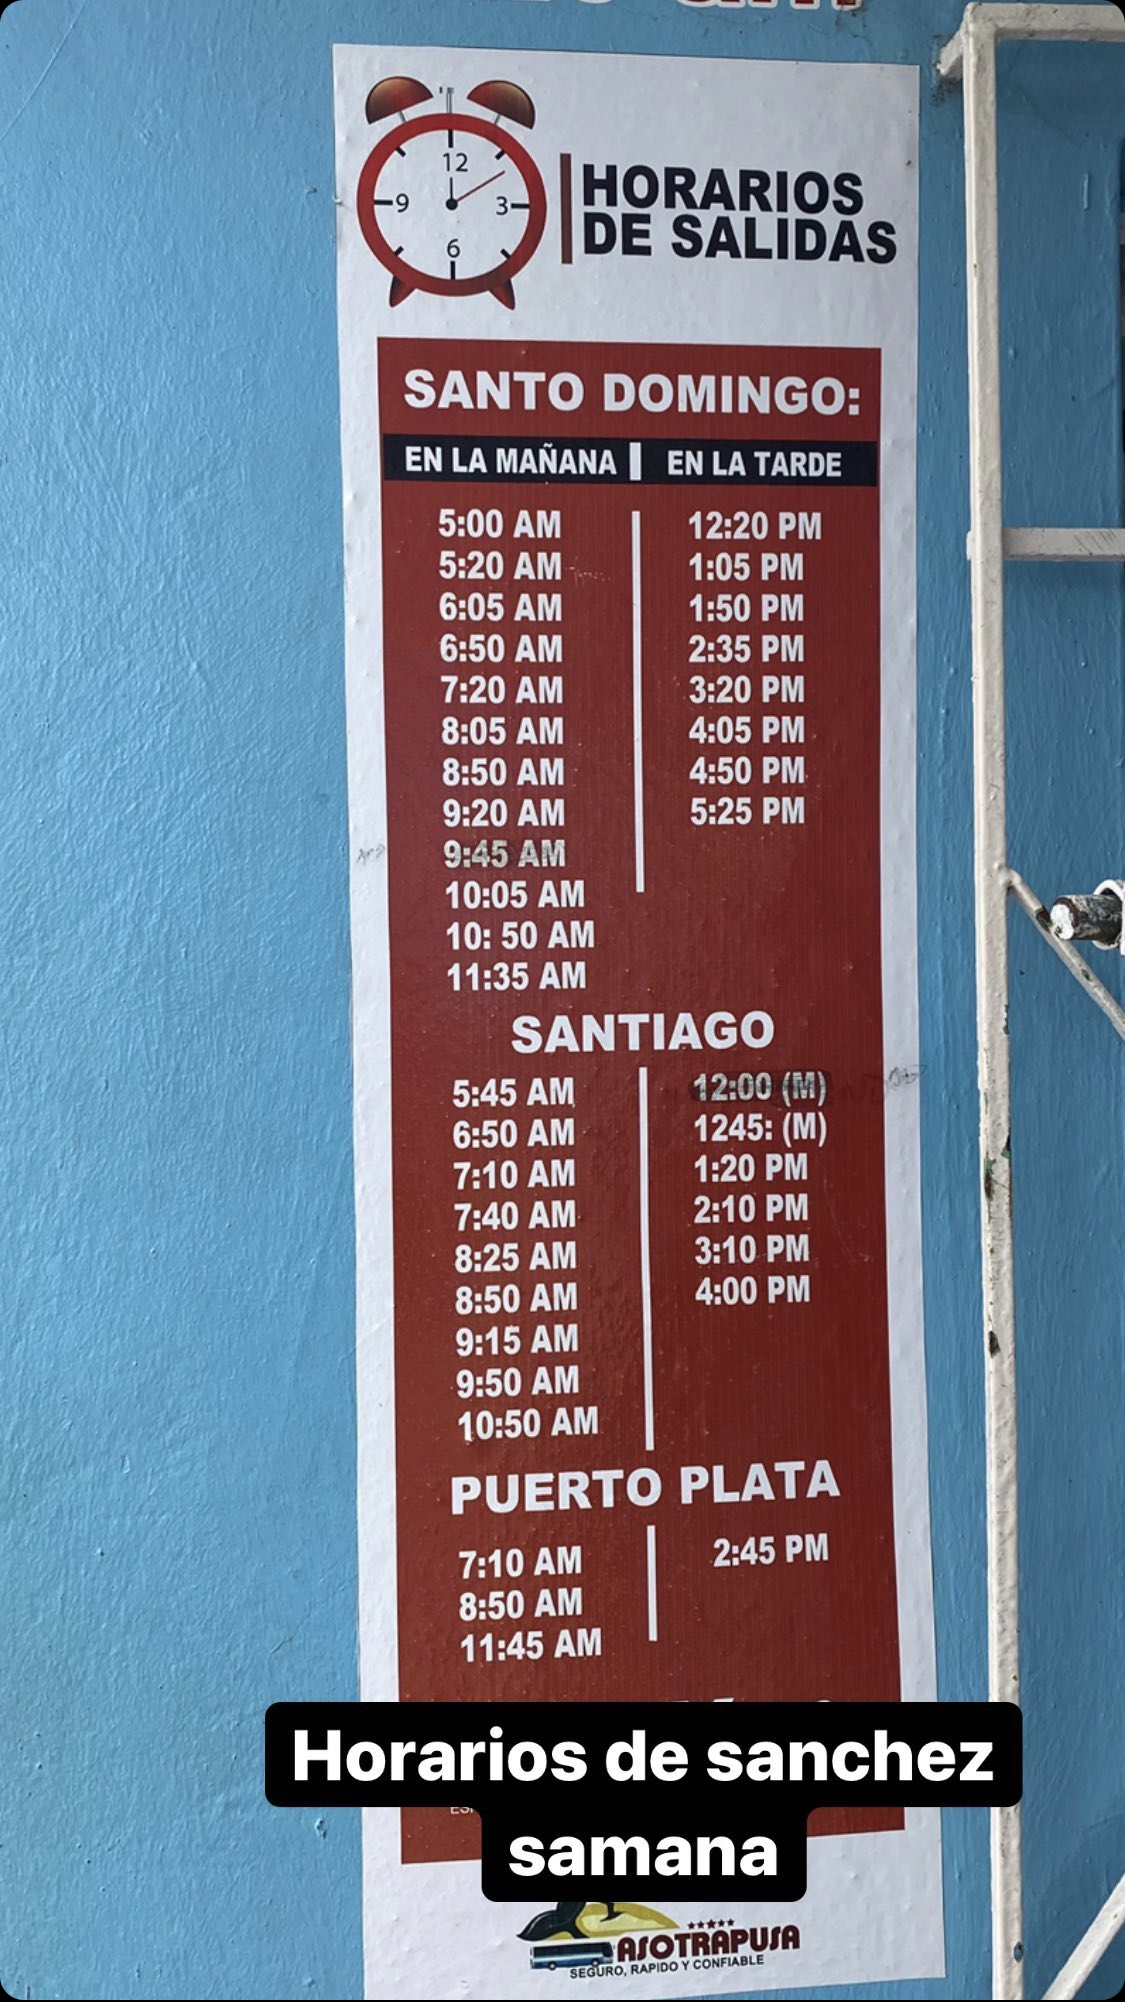 12
9
3
6
HORARIOS
DE SALIDAS
SANTO DOMINGO:
EN LA MAÑANA EN LA TARDE
5:00 AM 12:20 PM
5:20 AM 1:05 PM
6:05 AM 1:50 PM
6:50 AM 2:35 PM
7:20 AM 3:20 PM
8:05 AM 4:05 PM
8:50 AM 4:50 PM
9:20 AM 5:25 PM
9:45 AM
10:05 AM
10: 50 AM
11:35 AM
SANTIAGO
5:45 AM 12:00 (M)
6:50 AM 1245: (M)
7:10 AM 1:20 PM
7:40 AM 2:10 PM
8:25 AM 3:10 PM
8:50 AM 4:00 PM
9:15 AM
9:50 AM
10:50 AM
PUERTO PLATA
7:10 AM 2:45 PM
8:50 AM
11:45 AM
Horarios de sanchez
samana
ASOTRAPUSA
SEGURO, RAPIDO Y CONFIABLE